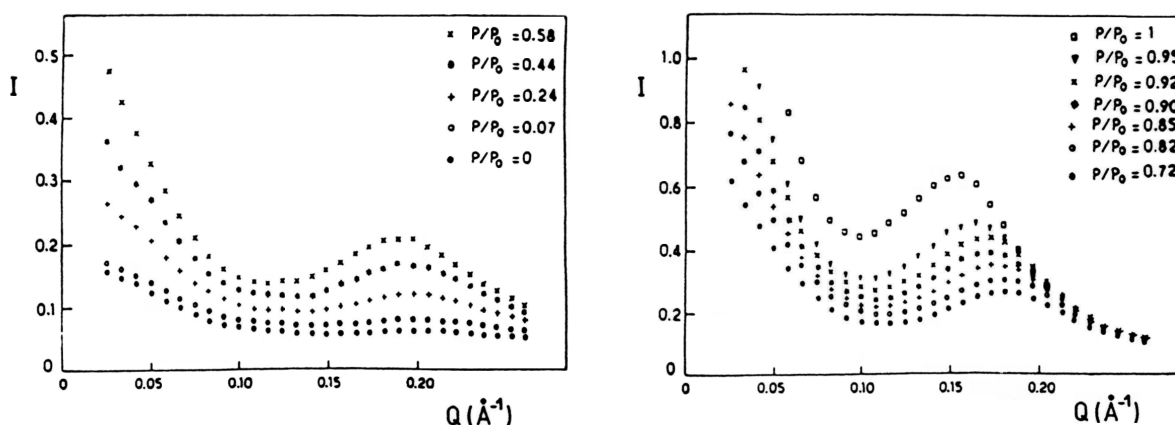 0.5
I
0.4
0.3
0.2
0.1
0
0
0.05
0.10
0.15
0.20
Q (Å⁻¹)
x P/P₀ = 0.58
● P/P₀ = 0.44
+ P/P₀ = 0.24
o P/P₀ = 0.07
● P/P₀ = 0
1.0
I
0.8
0.6
0.4
0.2
0
0.05
0.10
0.15
0.20
Q (Å⁻¹)
P/P₀ = 1
P/P₀ = 0.95
x P/P₀ = 0.92
P/P₀ = 0.90
+ P/P₀ = 0.85
o P/P₀ = 0.82
● P/P₀ = 0.72